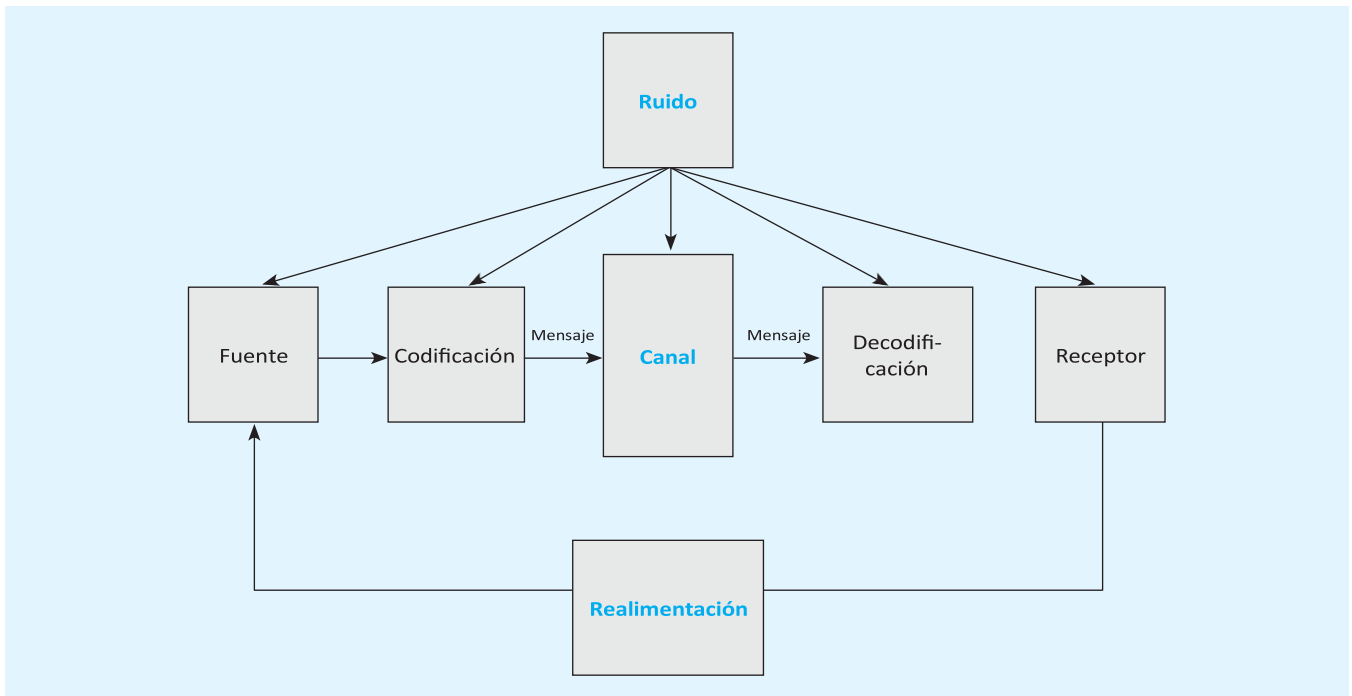 Ruido
Mensaje
Mensaje
Fuente
Codificación
Canal
Decodifi-
cación
Receptor
Realimentación